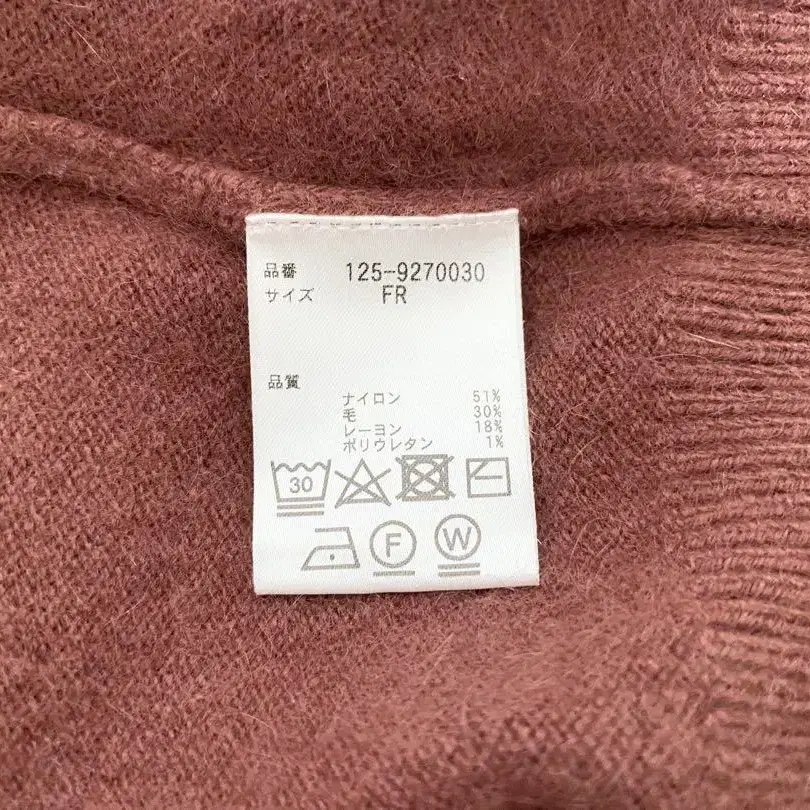 品番 125-9270030
サイズ FR
品質
ナイロン 51%
毛 30%
レーヨン 18%
ポリウレタン 1%
30
F W